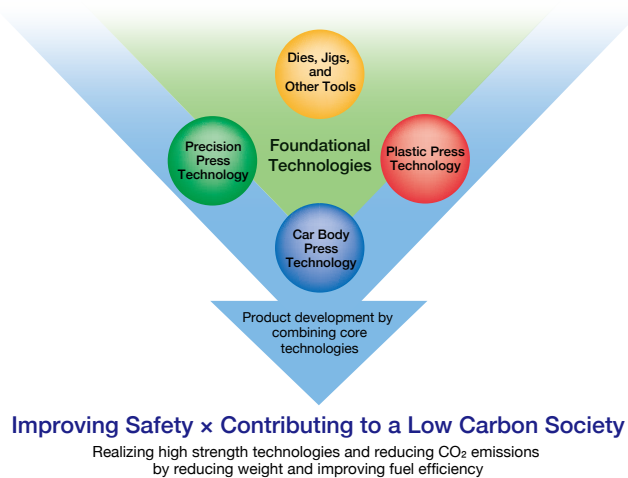 Dies, Jigs,
and
Other Tools
Precision
Press
Technology
Foundational
Technologies
Plastic Press
Technology
Car Body
Press
Technology
Product development by
combining core
technologies
Improving Safety × Contributing to a Low Carbon Society
Realizing high strength technologies and reducing CO₂ emissions
by reducing weight and improving fuel efficiency